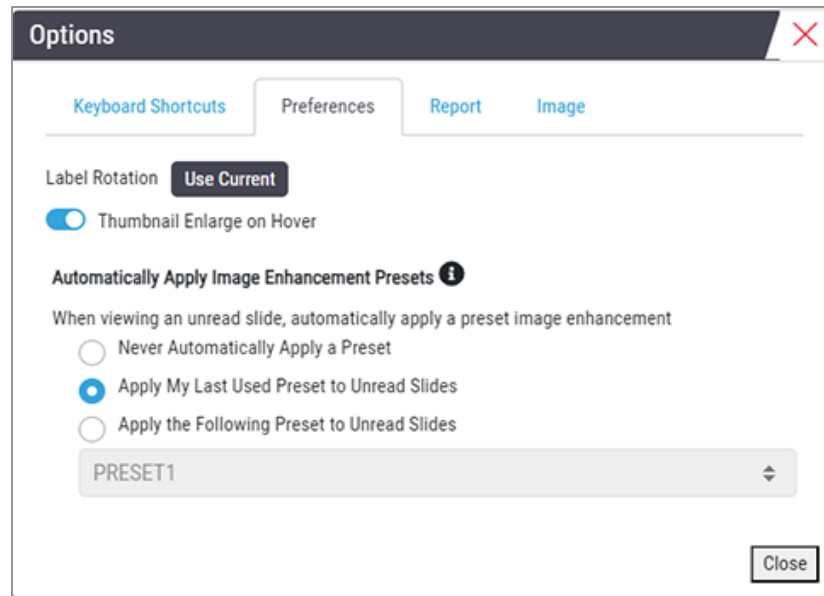 Options
Keyboard Shortcuts Preferences Report Image
Label Rotation Use Current
Thumbnail Enlarge on Hover
Automatically Apply Image Enhancement Presets
When viewing an unread slide, automatically apply a preset image enhancement
Never Automatically Apply a Preset
Apply My Last Used Preset to Unread Slides
Apply the Following Preset to Unread Slides
PRESET1
Close